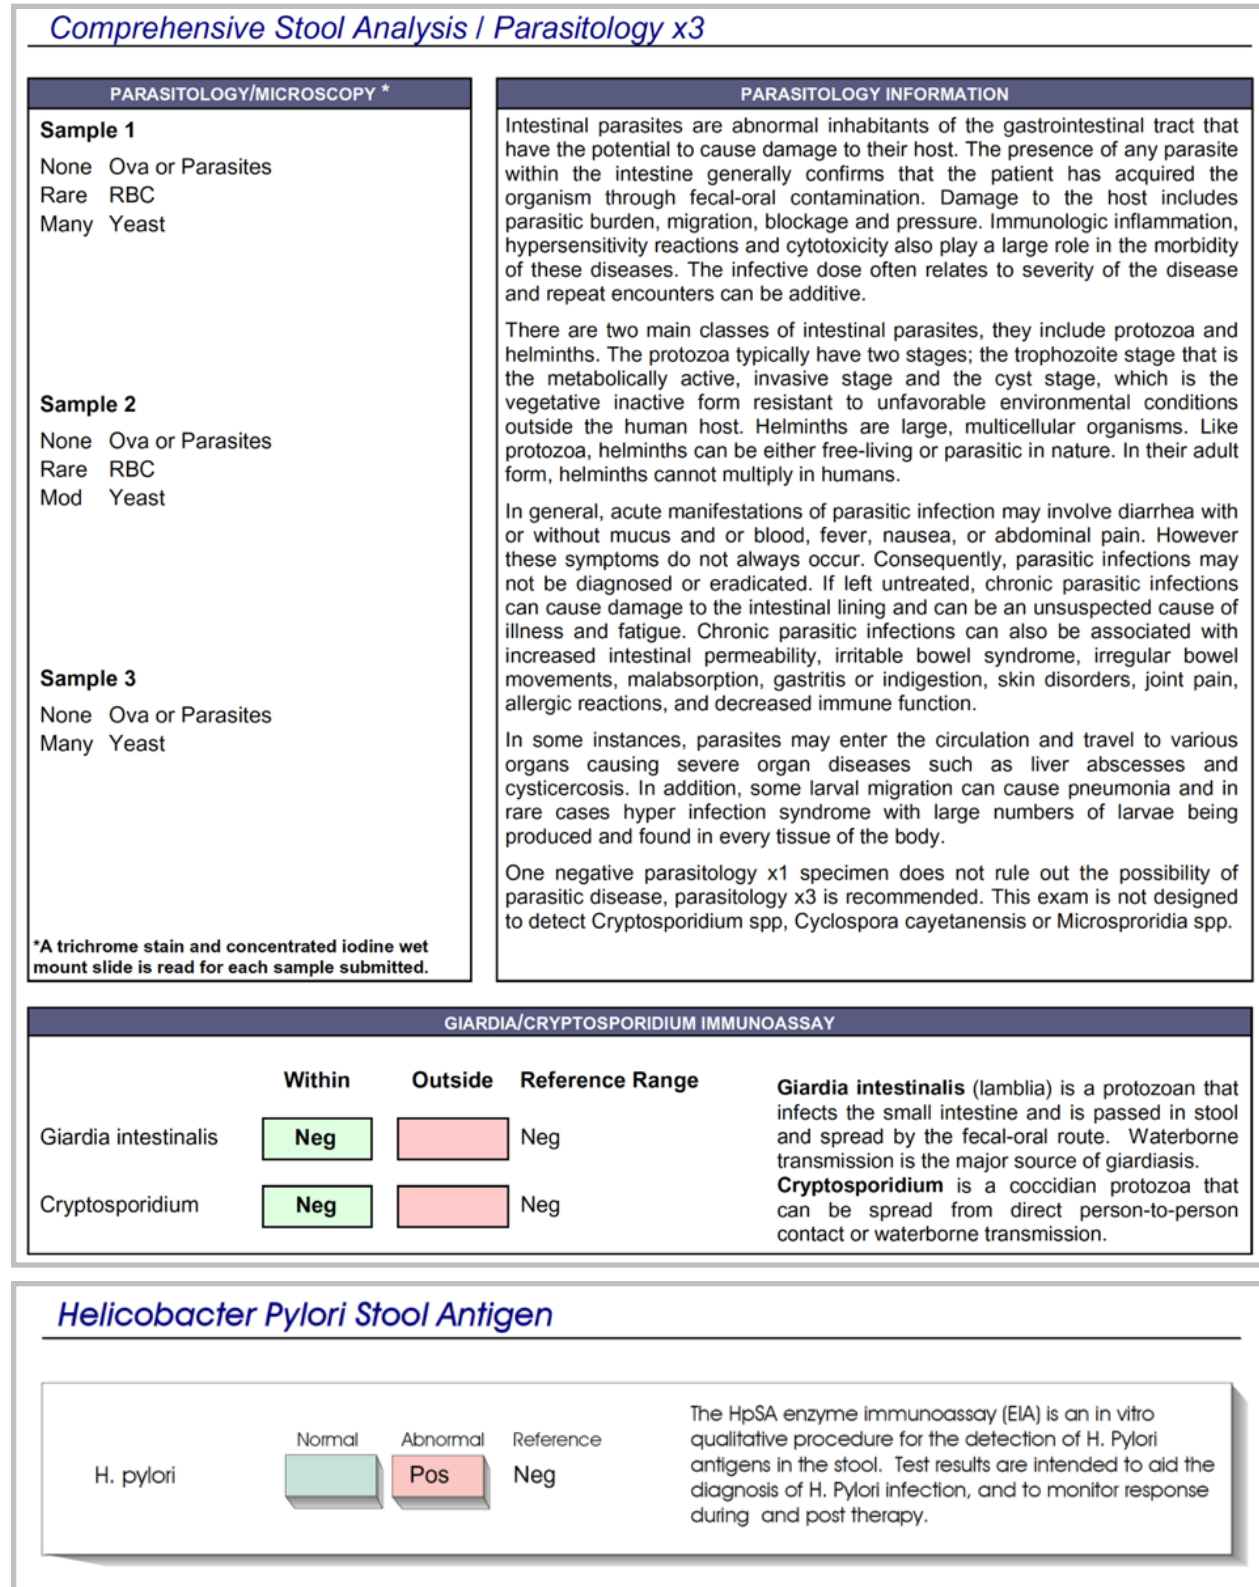 Comprehensive Stool Analysis / Parasitology x3
PARASITOLOGY/MICROSCOPY *
Sample 1
None Ova or Parasites
Rare RBC
Many Yeast
Sample 2
None Ova or Parasites
Rare RBC
Mod Yeast
Sample 3
None Ova or Parasites
Many Yeast
*A trichrome stain and concentrated iodine wet
mount slide is read for each sample submitted.
PARASITOLOGY INFORMATION
Intestinal parasites are abnormal inhabitants of the gastrointestinal tract that
have the potential to cause damage to their host. The presence of any parasite
within the intestine generally confirms that the patient has acquired the
organism through fecal-oral contamination. Damage to the host includes
parasitic burden, migration, blockage and pressure. Immunologic inflammation,
hypersensitivity reactions and cytotoxicity also play a large role in the morbidity
of these diseases. The infective dose often relates to severity of the disease
and repeat encounters can be additive.
There are two main classes of intestinal parasites, they include protozoa and
helminths. The protozoa typically have two stages; the trophozoite stage that is
the metabolically active, invasive stage and the cyst stage, which is the
vegetative inactive form resistant to unfavorable environmental conditions
outside the human host. Helminths are large, multicellular organisms. Like
protozoa, helminths can be either free-living or parasitic in nature. In their adult
form, helminths cannot multiply in humans.
In general, acute manifestations of parasitic infection may involve diarrhea with
or without mucus and or blood, fever, nausea, or abdominal pain. However
these symptoms do not always occur. Consequently, parasitic infections may
not be diagnosed or eradicated. If left untreated, chronic parasitic infections
can cause damage to the intestinal lining and can be an unsuspected cause of
illness and fatigue. Chronic parasitic infections can also be associated with
increased intestinal permeability, irritable bowel syndrome, irregular bowel
movements, malabsorption, gastritis or indigestion, skin disorders, joint pain,
allergic reactions, and decreased immune function.
In some instances, parasites may enter the circulation and travel to various
organs causing severe organ diseases such as liver abscesses and
cysticercosis. In addition, some larval migration can cause pneumonia and in
rare cases hyper infection syndrome with large numbers of larvae being
produced and found in every tissue of the body.
One negative parasitology x1 specimen does not rule out the possibility of
parasitic disease, parasitology x3 is recommended. This exam is not designed
to detect Cryptosporidium spp, Cyclospora cayetanensis or Microsproridia spp.
GIARDIA/CRYPTOSPORIDIUM IMMUNOASSAY
Within Outside Reference Range
Giardia intestinalis Neg Neg
Cryptosporidium Neg Neg
Giardia intestinalis (lamblia) is a protozoan that
infects the small intestine and is passed in stool
and spread by the fecal-oral route. Waterborne
transmission is the major source of giardiasis.
Cryptosporidium is a coccidian protozoa that
can be spread from direct person-to-person
contact or waterborne transmission.
Helicobacter Pylori Stool Antigen
Normal Abnormal Reference
H. pylori Pos Neg
The HpSA enzyme immunoassay (EIA) is an in vitro
qualitative procedure for the detection of H. Pylori
antigens in the stool. Test results are intended to aid the
diagnosis of H. Pylori infection, and to monitor response
during and post therapy.